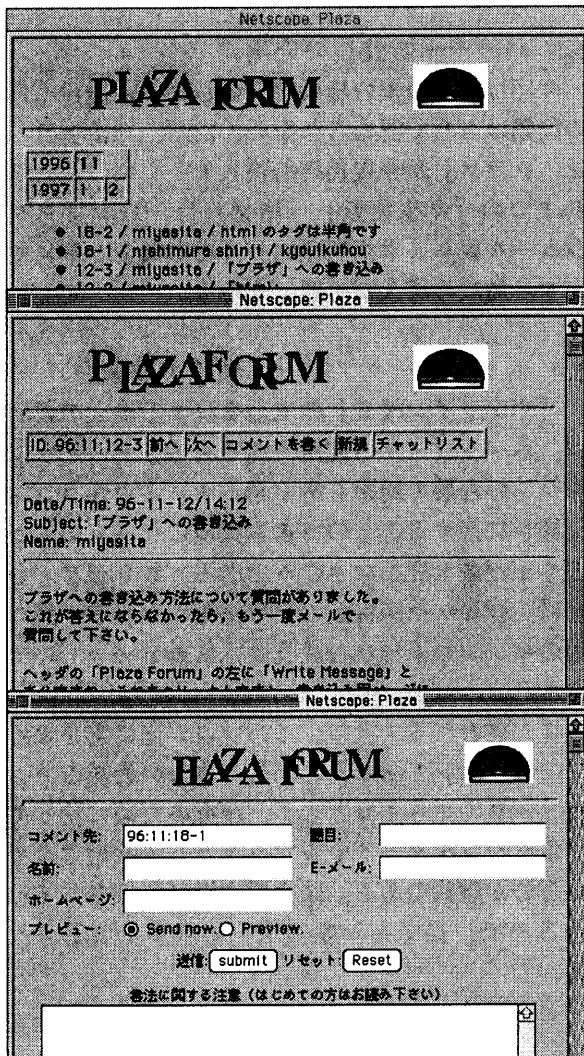 Netscape: Plaza
PLAZA FORUM
1996 11
1997 1 2
18-2 / miyasita / html のタグは半角です
18-1 / nishimura shinji / kyouikuhou
12-3 / miyasita / 「プラザ」への書き込み
Netscape: Plaza
PLAZA FORUM
ID: 96:11:12-3 前へ 次へ コメントを書く 新規 チャットリスト
Date/Time: 96-11-12/14:12
Subject:「プラザ」への書き込み
Name: miyasita
プラザへの書き込み方法について質問がありました。
これが答えにならなかったら，もう一度メールで
質問して下さい。
ヘッダの「Plaza Forum」の左に「Write Message」と
Netscape: Plaza
PLAZA FORUM
コメント先: 96:11:18-1 題目:
名前: E-メール:
ホームページ:
プレビュー: Send now. Preview.
送信: submit リセット: Reset
書法に関する注意（はじめての方はお読み下さい）